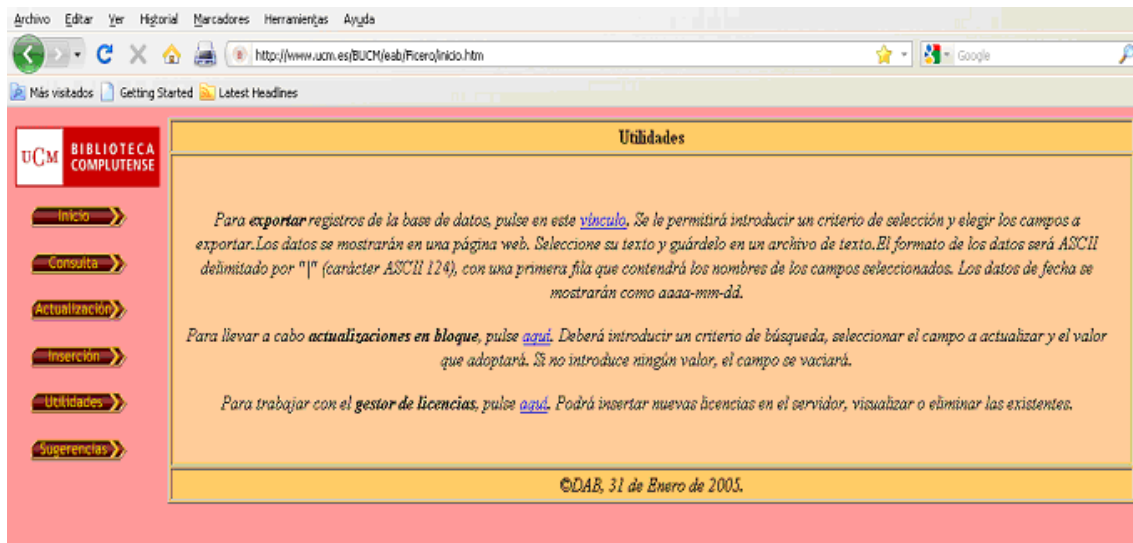 Archivo Editar Ver Historial Marcadores Herramientas Ayuda
http://www.ucm.es/BUCM/eab/Ficero/inicio.htm
Google
Más visitados Getting Started Latest Headlines
UCM BIBLIOTECA COMPLUTENSE
Utilidades
Inicio
Consulta
Actualización
Inserción
Utilidades
Sugerencias
Para exportar registros de la base de datos, pulse en este vínculo. Se le permitirá introducir un criterio de selección y elegir los campos a
exportar.Los datos se mostrarán en una página web. Seleccione su texto y guárdelo en un archivo de texto.El formato de los datos será ASCII
delimitado por "|" (carácter ASCII 124), con una primera fila que contendrá los nombres de los campos seleccionados. Los datos de fecha se
mostrarán como aaaa-mm-dd.
Para llevar a cabo actualizaciones en bloque, pulse aquí. Deberá introducir un criterio de búsqueda, seleccionar el campo a actualizar y el valor
que adoptará. Si no introduce ningún valor, el campo se vaciará.
Para trabajar con el gestor de licencias, pulse aquí. Podrá insertar nuevas licencias en el servidor, visualizar o eliminar las existentes.
©DAB, 31 de Enero de 2005.